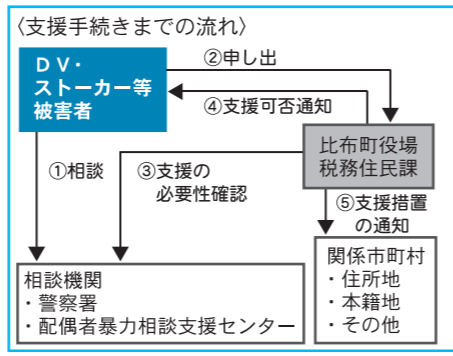 〈支援手続きまでの流れ〉
DV・
ストーカー等
被害者
②申し出
④支援可否通知
比布町役場
税務住民課
①相談
③支援の
必要性確認
⑤支援措置
の通知
相談機関
・警察署
・配偶者暴力相談支援センター
関係市町村
・住所地
・本籍地
・その他